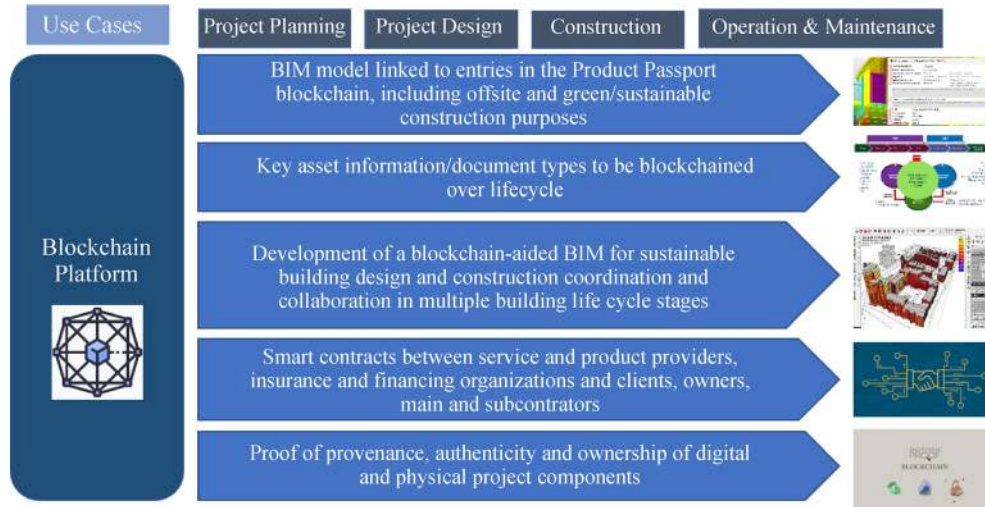 Use Cases
Project Planning
Project Design
Construction
Operation & Maintenance
Blockchain
Platform
BIM model linked to entries in the Product Passport
blockchain, including offsite and green/sustainable
construction purposes
Key asset information/document types to be blockchained
over lifecycle
Development of a blockchain-aided BIM for sustainable
building design and construction coordination and
collaboration in multiple building life cycle stages
Smart contracts between service and product providers,
insurance and financing organizations and clients, owners,
main and subcontrators
Proof of provenance, authenticity and ownership of digital
and physical project components
BLOCKCHAIN